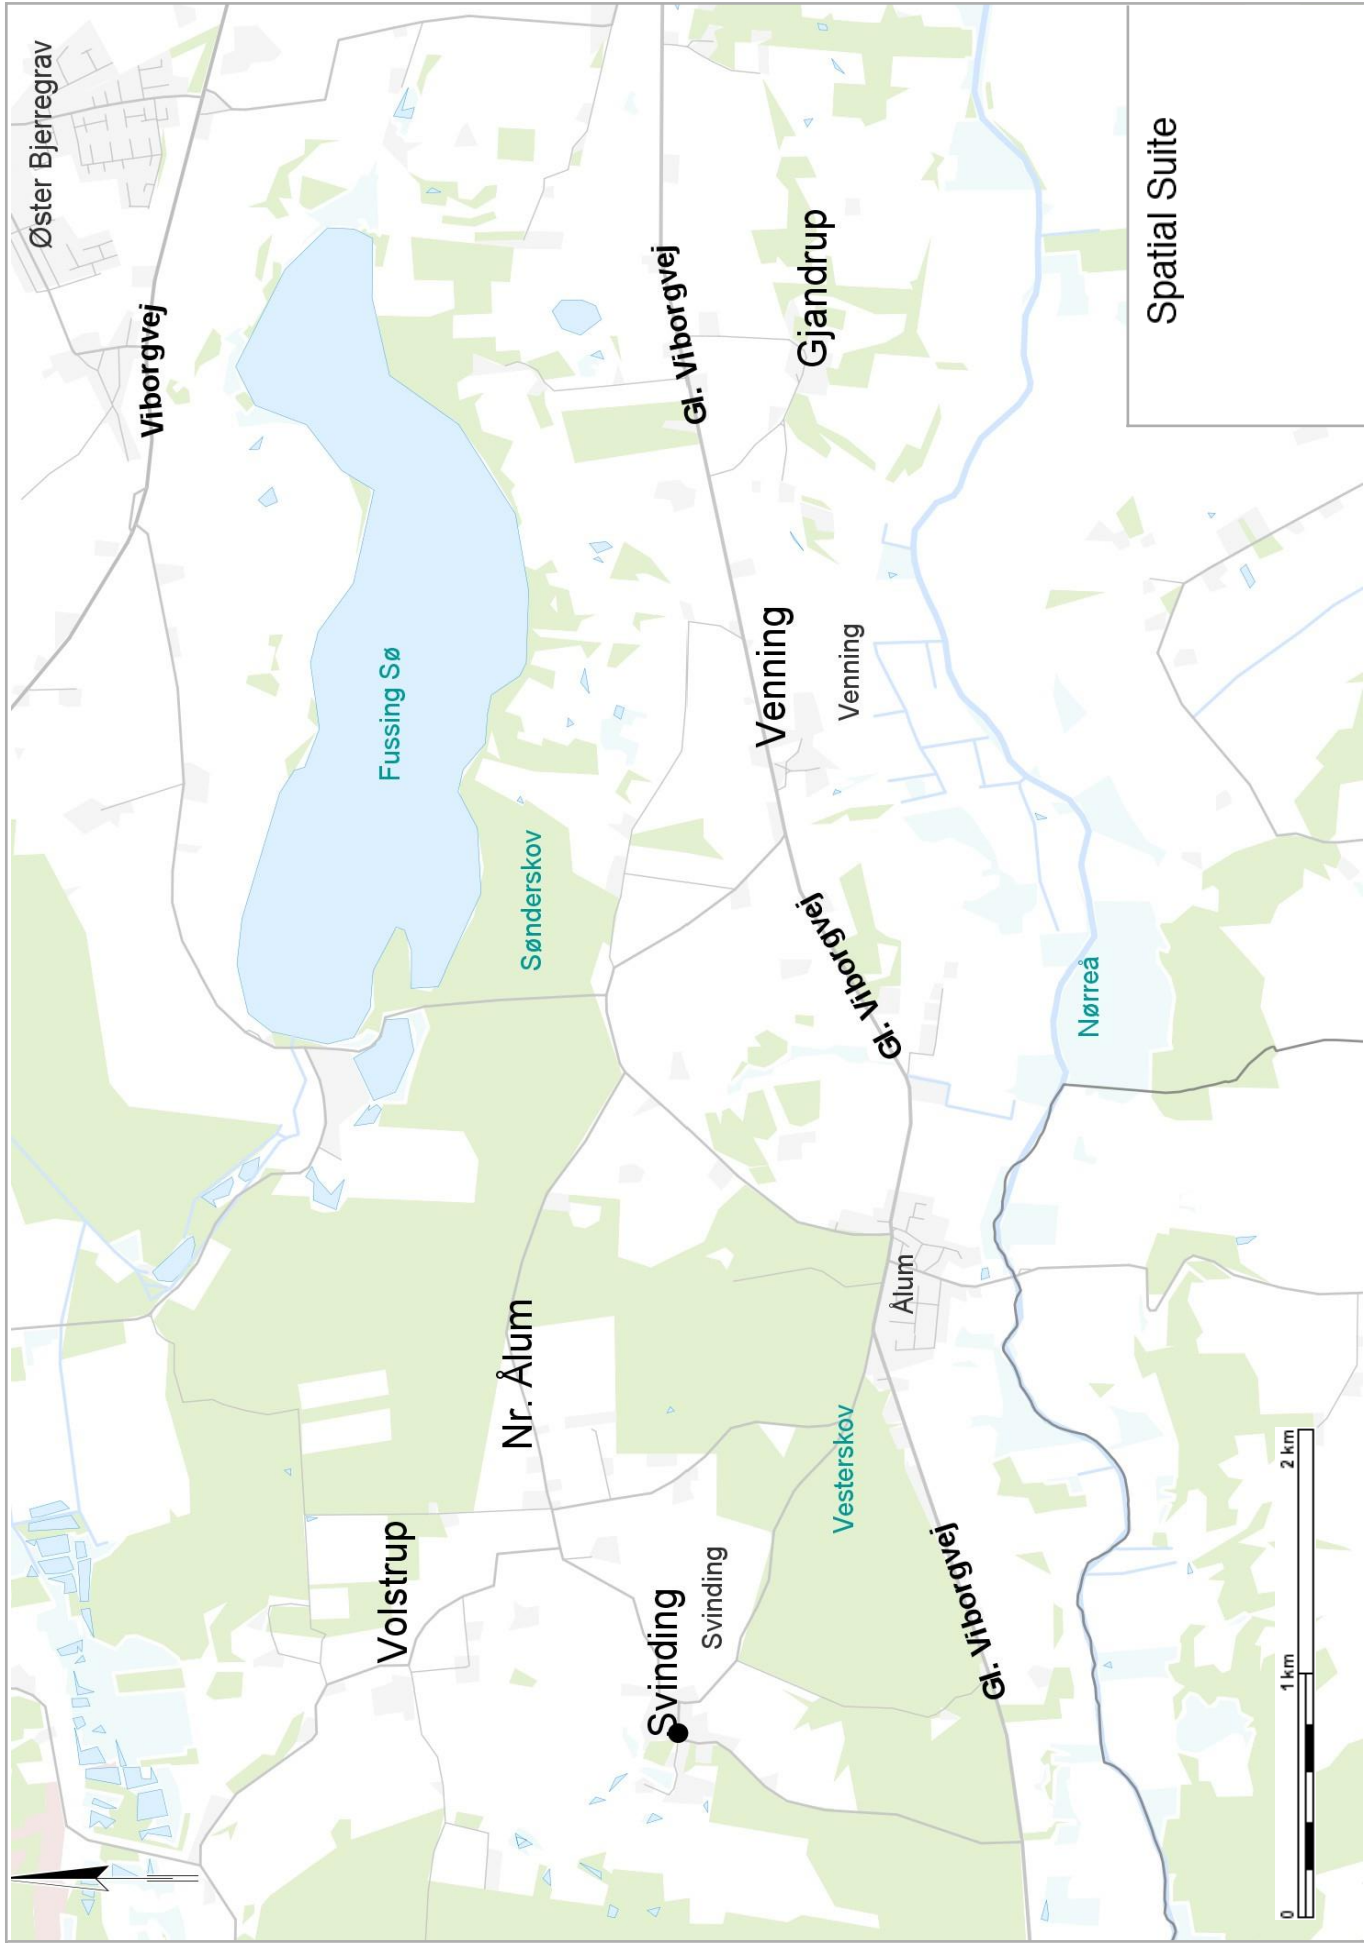 Øster Bjerregrav
Viborgvej
Fussing Sø
Sønderskov
Gl. Viborgvej
Gjandrup
Venning
Venning
Gl. Viborgvej
Nørreå
Nr. Ålum
Ålum
Volstrup
Svinding
Svinding
Vesterskov
Gl. Viborgvej
0 1 km 2 km
Spatial Suite